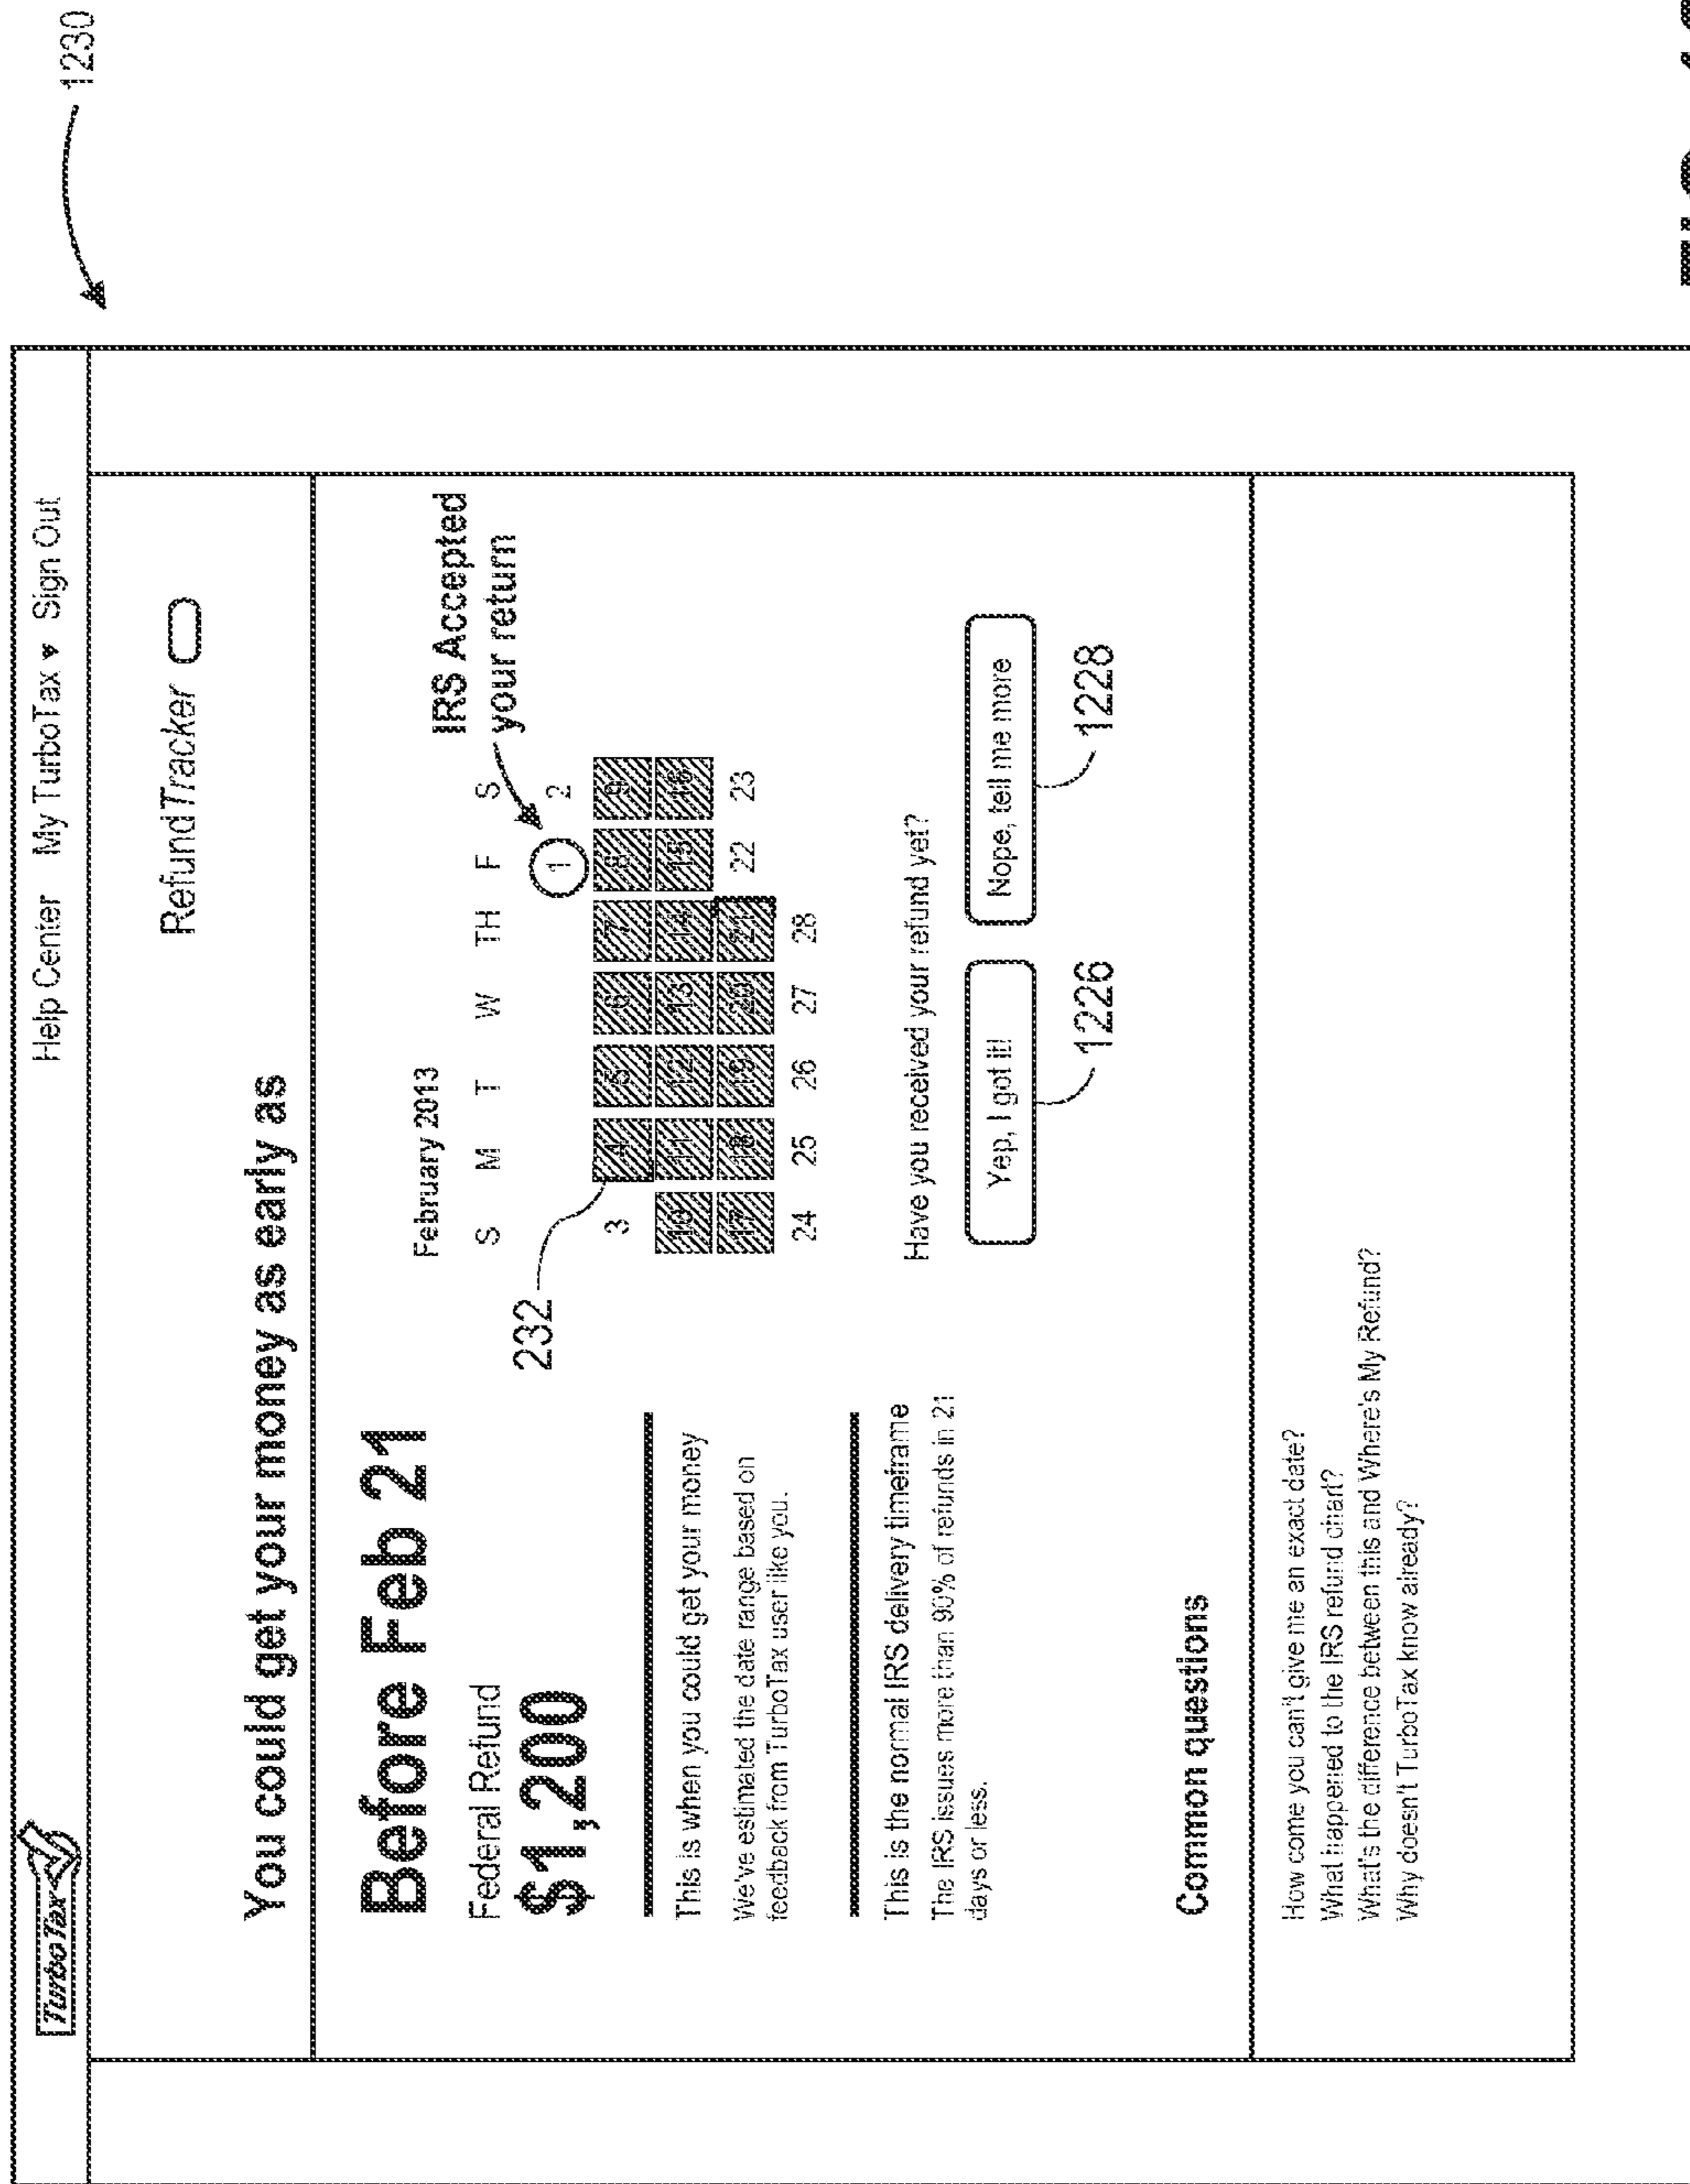 1230
TurboTax
Help Center My TurboTax Sign Out
RefundTracker
You could get your money as early as
Before Feb 21
Federal Refund
$1,200
This is when you could get your money
We've estimated the date range based on
feedback from TurboTax user like you.
This is the normal IRS delivery timeframe
The IRS issues more than 90% of refunds in 21
days or less.
February 2013
S M T W TH F S
1 2
3 4 5 6 7 8 9
10 11 12 13 14 15 16
17 18 19 20 21 22 23
24 25 26 27 28
IRS Accepted
your return
232
Have you received your refund yet?
Yep, I got it!
Nope, tell me more
1226
1228
Common questions
How come you can't give me an exact date?
What happened to the IRS refund chart?
What's the difference between this and Where's My Refund?
Why doesn't TurboTax know already?